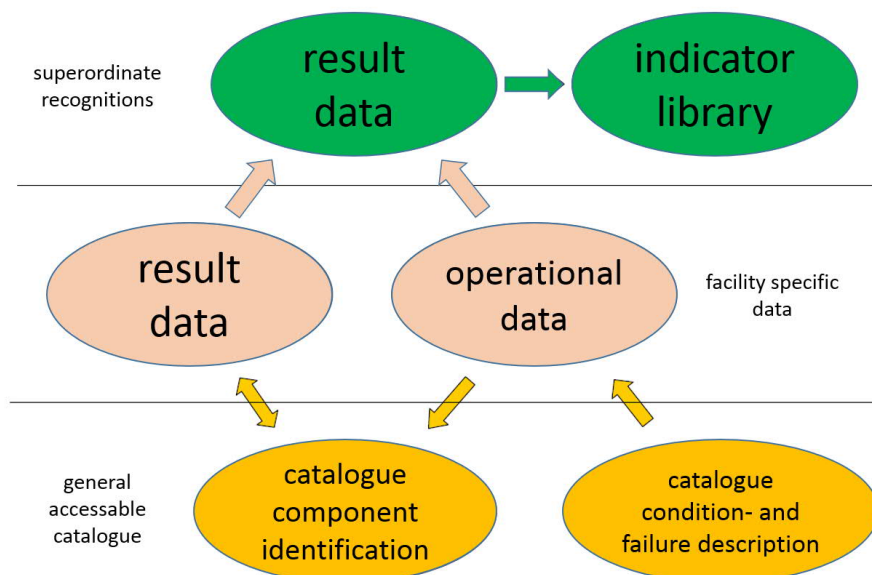 superordinate
recognitions
result
data
indicator
library
result
data
operational
data
facility specific
data
general
accessable
catalogue
catalogue
component
identification
catalogue
condition- and
failure description